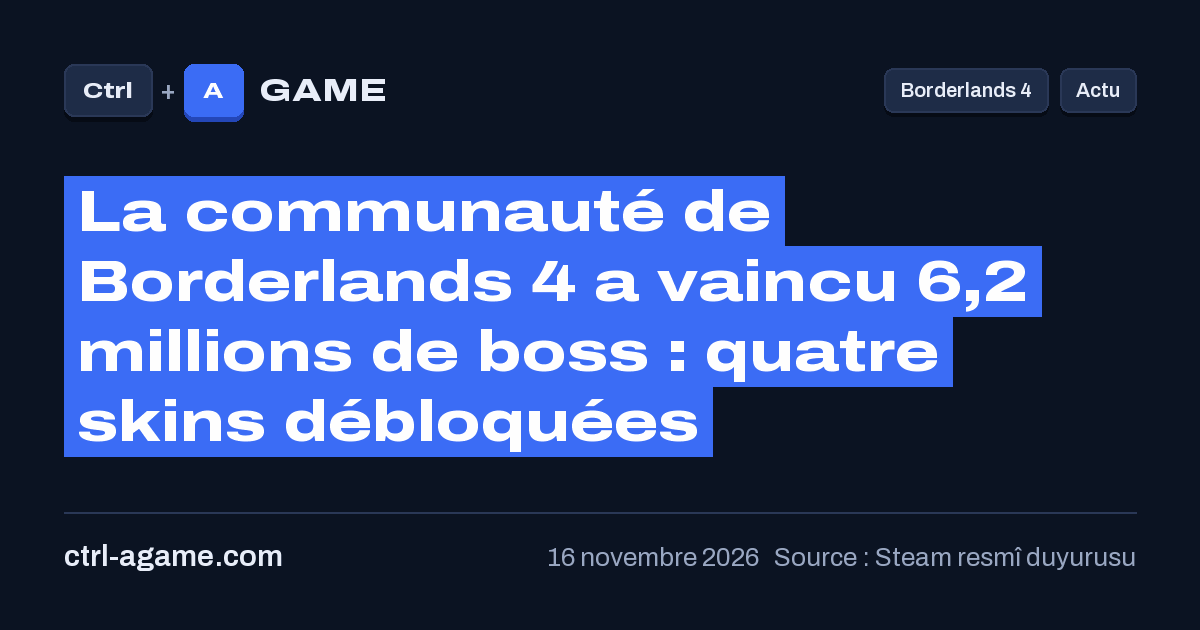 Ctrl + A GAME
Borderlands 4 Actu
La communauté de
Borderlands 4 a vaincu 6,2
millions de boss : quatre
skins débloquées
ctrl-agame.com
16 novembre 2026 Source : Steam resmî duyurusu